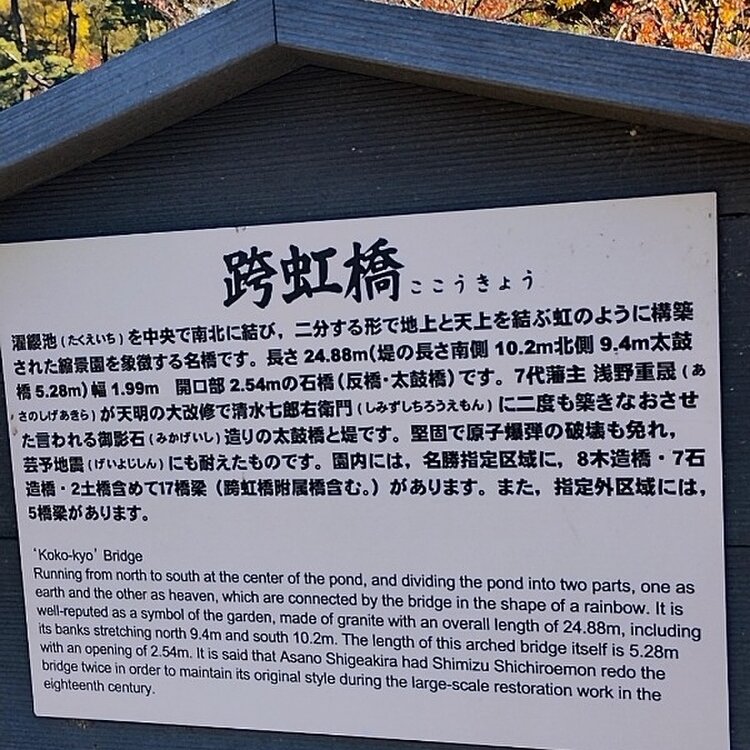 跨虹橋 ここうきょう
濯纓池(たくえいち)を中央で南北に結び，二分する形で地上と天上を結ぶ虹のように構築
された縮景園を象徴する名橋です。長さ 24.88m(堤の長さ南側 10.2m北側 9.4m太鼓
橋 5.28m) 幅 1.99m 開口部 2.54mの石橋(反橋・太鼓橋)です。7代藩主 浅野重晟(あ
さのしげあきら)が天明の大改修で清水七郎右衛門(しみずしちろうえもん)に二度も築きなおさせ
た言われる御影石(みかげいし)造りの太鼓橋と堤です。堅固で原子爆弾の破壊も免れ，
芸予地震(げいよじしん)にも耐えたものです。園内には，名勝指定区域に，8木造橋・7石
造橋・2土橋含めて17橋梁（跨虹橋附属橋含む。）があります。また，指定外区域には，
5橋梁があります。
'Koko-kyo' Bridge
Running from north to south at the center of the pond, and dividing the pond into two parts, one as
earth and the other as heaven, which are connected by the bridge in the shape of a rainbow. It is
well-reputed as a symbol of the garden, made of granite with an overall length of 24.88m, including
its banks stretching north 9.4m and south 10.2m. The length of this arched bridge itself is 5.28m
with an opening of 2.54m. It is said that Asano Shigeakira had Shimizu Shichiroemon redo the
bridge twice in order to maintain its original style during the large-scale restoration work in the
eighteenth century.